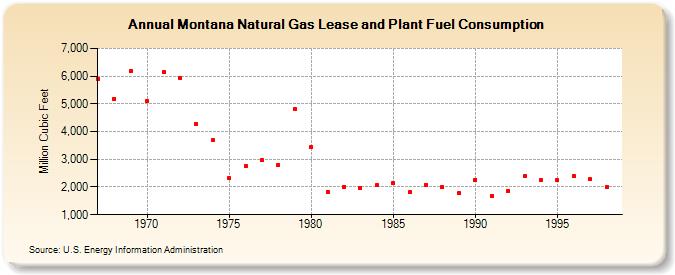 Annual Montana Natural Gas Lease and Plant Fuel Consumption
Million Cubic Feet
7,000
6,000
5,000
4,000
3,000
2,000
1,000
1970 1975 1980 1985 1990 1995
Source: U.S. Energy Information Administration